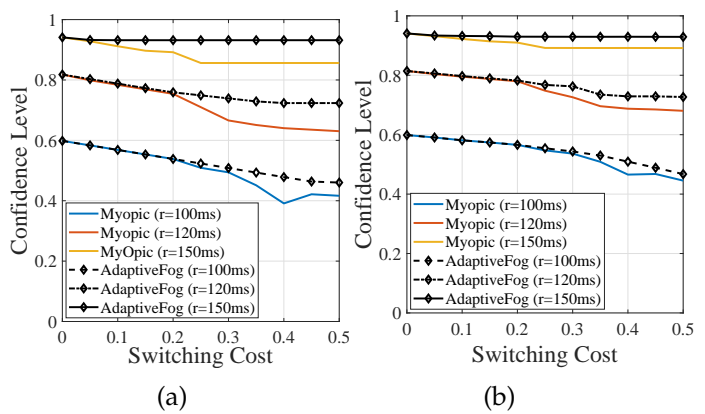 1
0.8
0.6
0.4
0.2
0
Confidence Level
Myopic (r=100ms)
Myopic (r=120ms)
MyOpic (r=150ms)
AdaptiveFog (r=100ms)
AdaptiveFog (r=120ms)
AdaptiveFog (r=150ms)
0 0.1 0.2 0.3 0.4 0.5
Switching Cost
(a)
1
0.8
0.6
0.4
0.2
0
Confidence Level
Myopic (r=100ms)
Myopic (r=120ms)
Myopic (r=150ms)
AdaptiveFog (r=100ms)
AdaptiveFog (r=120ms)
AdaptiveFog (r=150ms)
0 0.1 0.2 0.3 0.4 0.5
Switching Cost
(b)